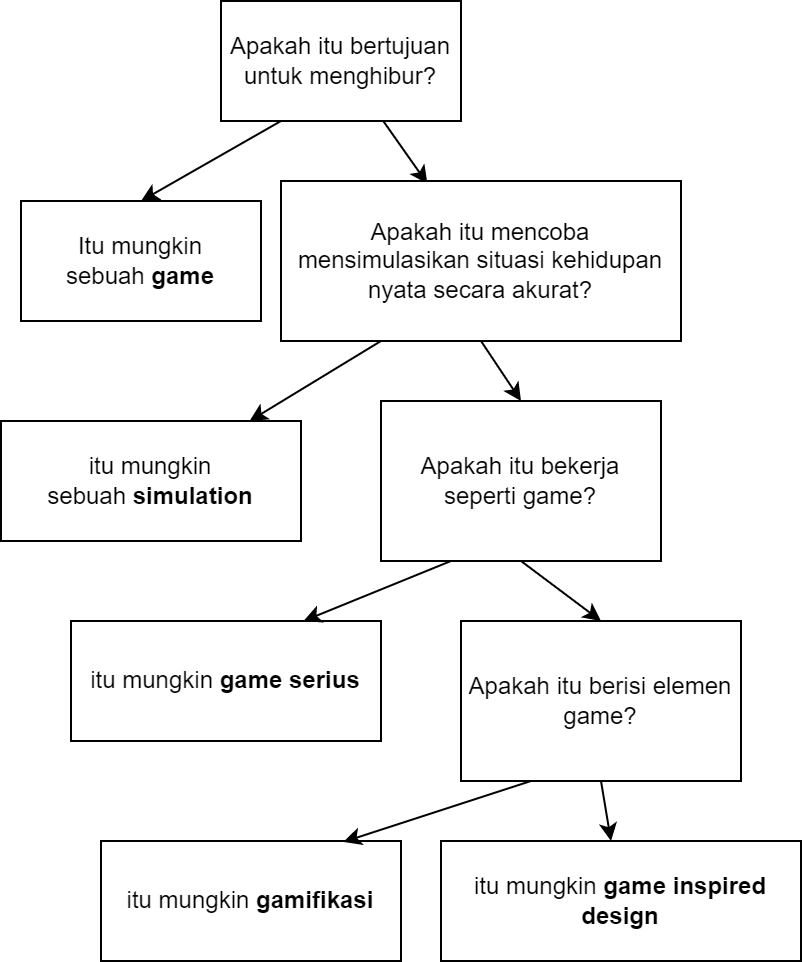 Apakah itu bertujuan
untuk menghibur?
Itu mungkin
sebuah game
Apakah itu mencoba
mensimulasikan situasi kehidupan
nyata secara akurat?
itu mungkin
sebuah simulation
Apakah itu bekerja
seperti game?
itu mungkin game serius
Apakah itu berisi elemen
game?
itu mungkin gamifikasi
itu mungkin game inspired
design